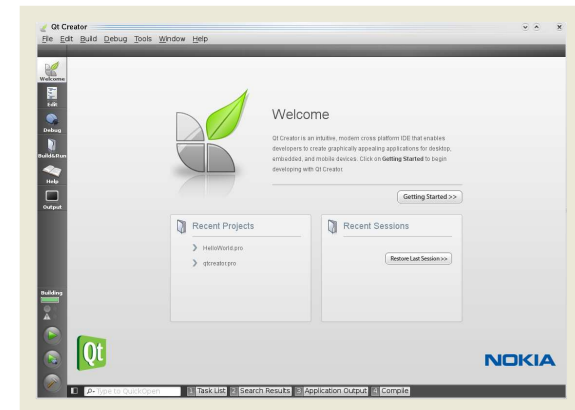 Qt Creator
File Edit Build Debug Tools Window Help
Welcome
Edit
Debug
Build&Run
Help
Output
Building
Welcome
Qt Creator is an intuitive, modern cross platform IDE that enables
developers to create graphically appealing applications for desktop,
embedded, and mobile devices. Click on Getting Started to begin
developing with Qt Creator.
Getting Started >>
Recent Projects
HelloWorld.pro
qtcreator.pro
Recent Sessions
Restore Last Session >>
Qt
NOKIA
Type to QuickOpen
1 Task List 2 Search Results 3 Application Output 4 Compile